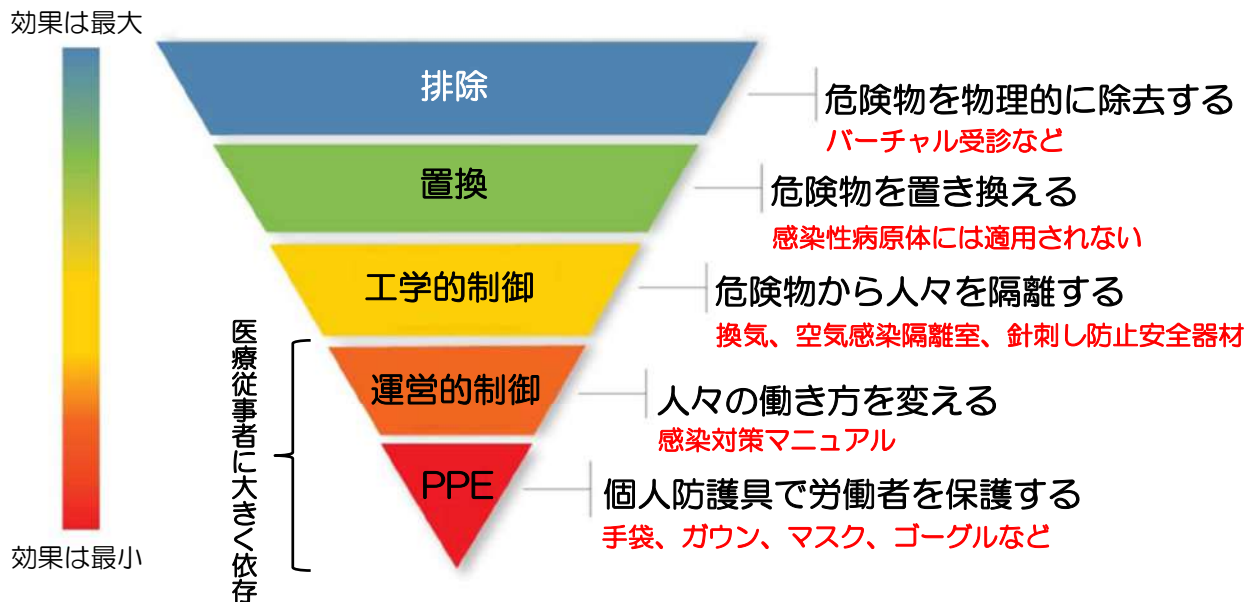 効果は最大
排除
危険物を物理的に除去する
バーチャル受診など
置換
危険物を置き換える
感染性病原体には適用されない
工学的制御
危険物から人々を隔離する
換気、空気感染隔離室、針刺し防止安全器材
医療従事者に大きく依存
運営的制御
人々の働き方を変える
感染対策マニュアル
PPE
個人防護具で労働者を保護する
手袋、ガウン、マスク、ゴーグルなど
効果は最小